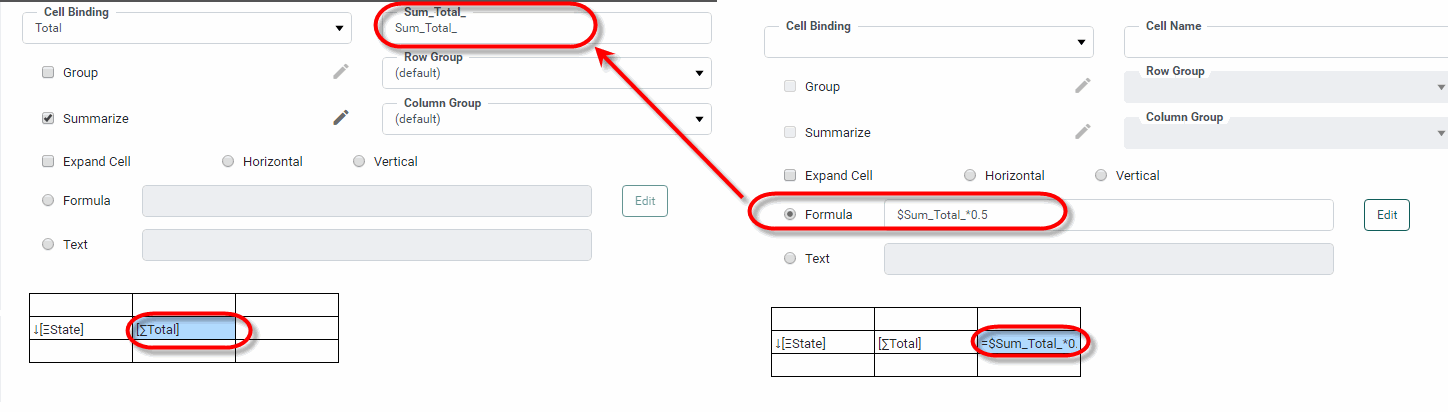 Cell Binding
Total
Sum_Total_
Sum_Total_
Group
Row Group
(default)
Summarize
Column Group
(default)
Expand Cell
Horizontal
Vertical
Formula
Edit
Text
↓[ΞState]
[∑Total]
Cell Binding
Cell Name
Group
Row Group
Summarize
Column Group
Expand Cell
Horizontal
Vertical
Formula
$Sum_Total_*0.5
Edit
Text
↓[ΞState]
[∑Total]
=$Sum_Total_*0.